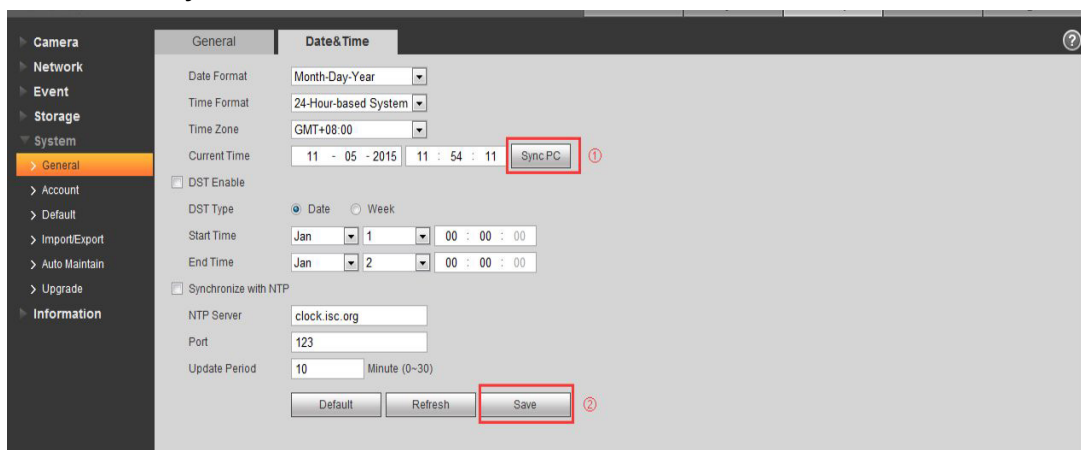 Camera
Network
Event
Storage
System
General
Account
Default
Import/Export
Auto Maintain
Upgrade
Information
General Date&Time ?
Date Format Month-Day-Year
Time Format 24-Hour-based System
Time Zone GMT+08:00
Current Time 11 - 05 - 2015 11 : 54 : 11 Sync PC ①
DST Enable
DST Type Date Week
Start Time Jan 1 00 : 00 : 00
End Time Jan 2 00 : 00 : 00
Synchronize with NTP
NTP Server clock.isc.org
Port 123
Update Period 10 Minute (0~30)
Default Refresh Save ②